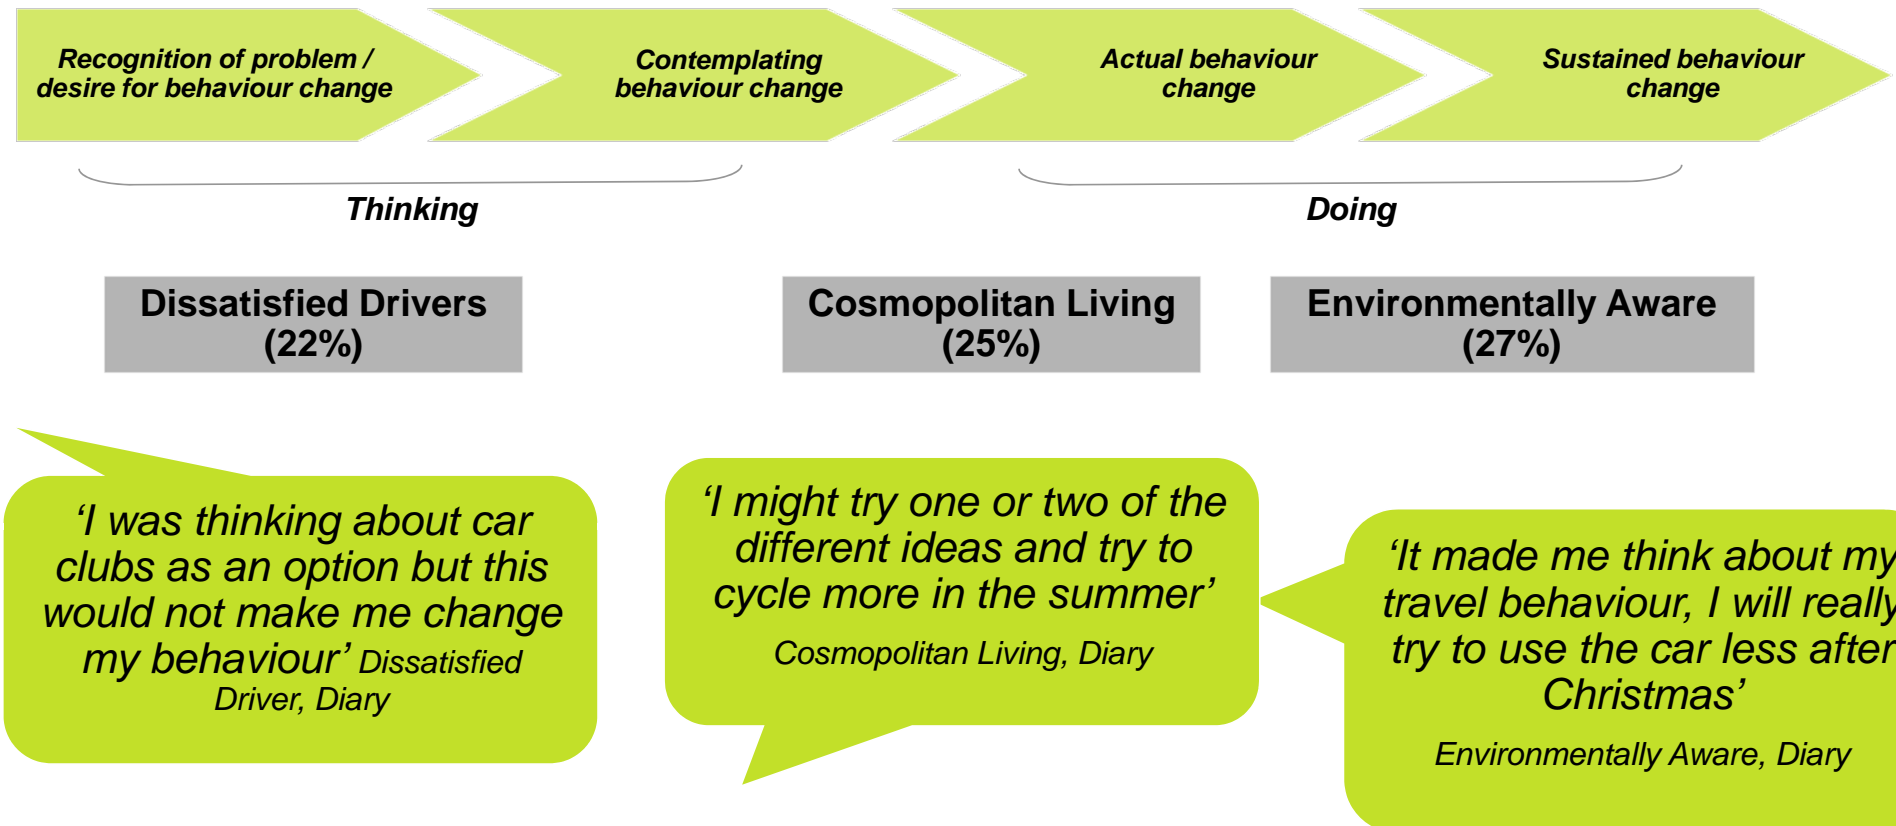 Recognition of problem /
desire for behaviour change
Contemplating
behaviour change
Actual behaviour
change
Sustained behaviour
change
Thinking
Doing
Dissatisfied Drivers
(22%)
Cosmopolitan Living
(25%)
Environmentally Aware
(27%)
‘I was thinking about car
clubs as an option but this
would not make me change
my behaviour’ Dissatisfied
Driver, Diary
‘I might try one or two of the
different ideas and try to
cycle more in the summer’
Cosmopolitan Living, Diary
‘It made me think about my
travel behaviour, I will really
try to use the car less after
Christmas’
Environmentally Aware, Diary